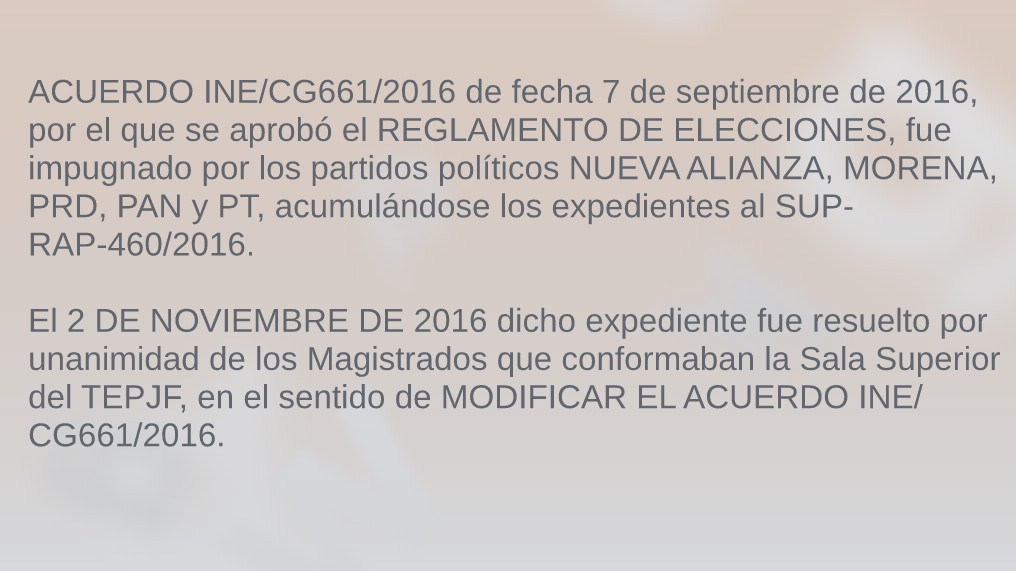 ACUERDO INE/CG661/2016 de fecha 7 de septiembre de 2016,
por el que se aprobó el REGLAMENTO DE ELECCIONES, fue
impugnado por los partidos políticos NUEVA ALIANZA, MORENA,
PRD, PAN y PT, acumulándose los expedientes al SUP-
RAP-460/2016.
El 2 DE NOVIEMBRE DE 2016 dicho expediente fue resuelto por
unanimidad de los Magistrados que conformaban la Sala Superior
del TEPJF, en el sentido de MODIFICAR EL ACUERDO INE/
CG661/2016.